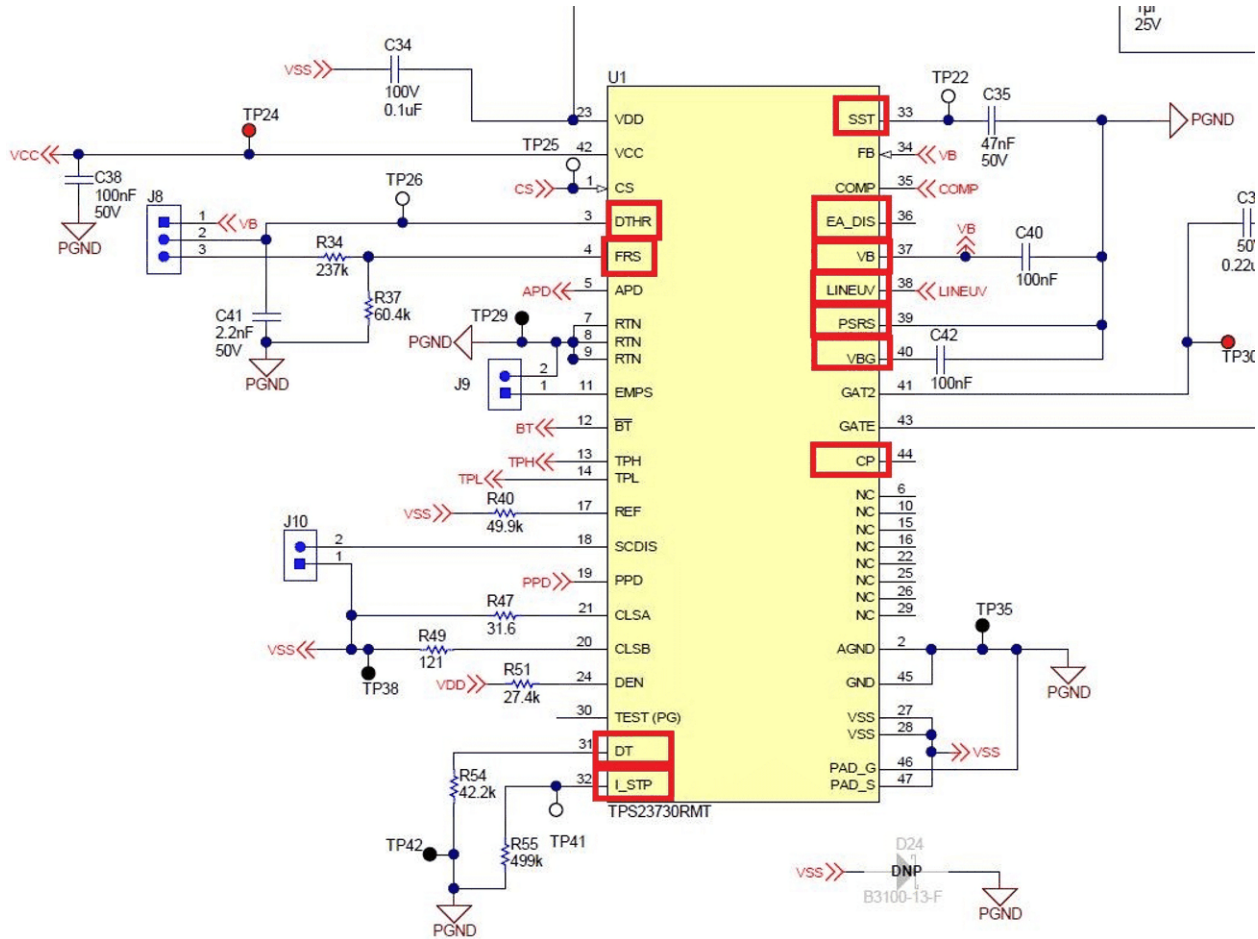 1μF
25V
C34
VSS
100V
0.1uF
U1
TP24
VCC
C38
100nF
50V
PGND
TP25
CS
TP26
J8
1
2
3
VB
R34
237k
R37
60.4k
C41
2.2nF
50V
PGND
APD
TP29
PGND
J9
2
1
BT
TPH
TPL
VSS
R40
49.9k
J10
2
1
PPD
R47
31.6
VSS
R49
121
TP38
VDD
R51
27.4k
R54
42.2k
TP42
R55
499k
TP41
PGND
23 VDD
42 VCC
1 CS
3 DTHR
4 FRS
5 APD
7 RTN
8 RTN
9 RTN
11 EMPS
12 BT
13 TPH
14 TPL
17 REF
18 SCDIS
19 PPD
21 CLSA
20 CLSB
24 DEN
30 TEST (PG)
31 DT
32 I_STP
TPS23730RMT
SST 33
FB 34
COMP 35
EA_DIS 36
VB 37
LINEUV 38
PSRS 39
VBG 40
GAT2 41
GATE 43
CP 44
NC 6
NC 10
NC 15
NC 16
NC 22
NC 25
NC 26
NC 29
AGND 2
GND 45
VSS 27
VSS 28
PAD_G 46
PAD_S 47
TP22
C35
47nF
50V
PGND
VB
COMP
VB
C40
100nF
LINEUV
C42
100nF
C3
50V
0.22u
TP30
TP35
PGND
VSS
D24
VSS
DNP
B3100-13-F
PGND